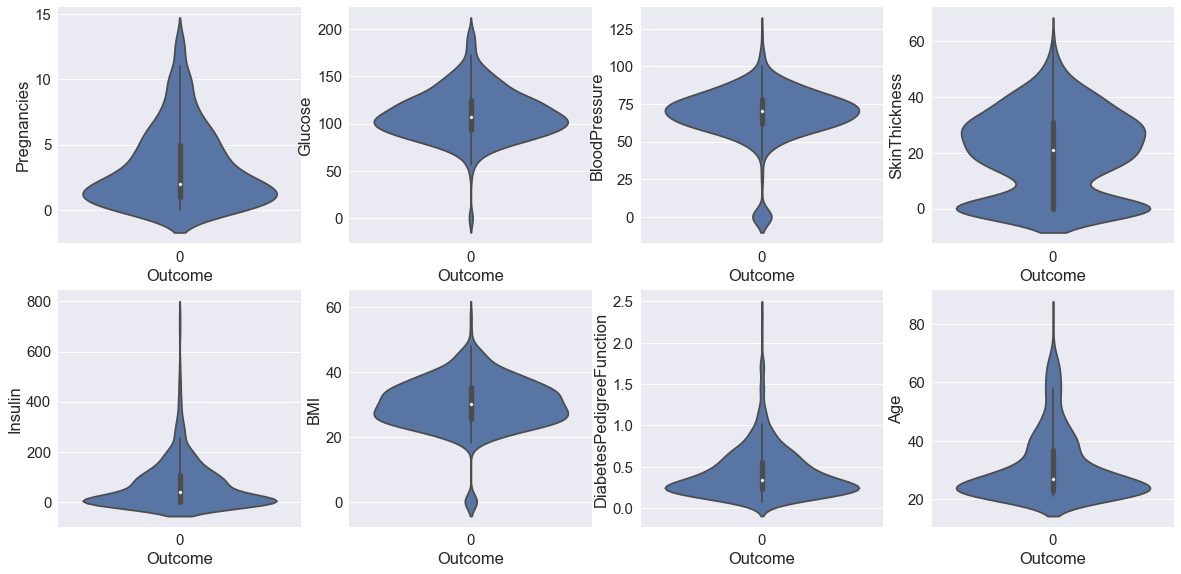 Pregnancies
15
10
5
0
0
Outcome
Glucose
200
150
100
50
0
0
Outcome
BloodPressure
125
100
75
50
25
0
0
Outcome
SkinThickness
60
40
20
0
0
Outcome
Insulin
800
600
400
200
0
0
Outcome
BMI
60
40
20
0
0
Outcome
DiabetesPedigreeFunction
2.5
2.0
1.5
1.0
0.5
0.0
0
Outcome
Age
80
60
40
20
0
Outcome